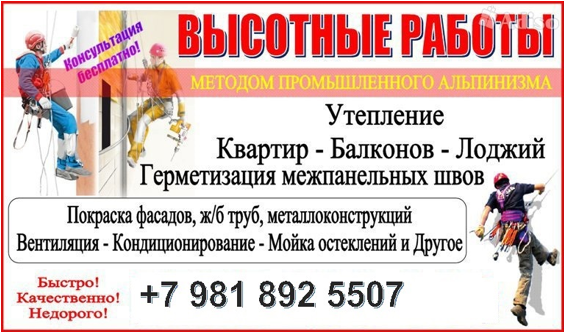 ВЫСОТНЫЕ РАБОТЫ
Консультация
бесплатно!
МЕТОДОМ ПРОМЫШЛЕННОГО АЛЬПИНИЗМА
Утепление
Квартир - Балконов - Лоджий
Герметизация межпанельных швов
Покраска фасадов, ж/б труб, металлоконструкций
Вентиляция - Кондиционирование - Мойка остеклений и Другое
Быстро!
Качественно!
Недорого!
+7 981 892 5507